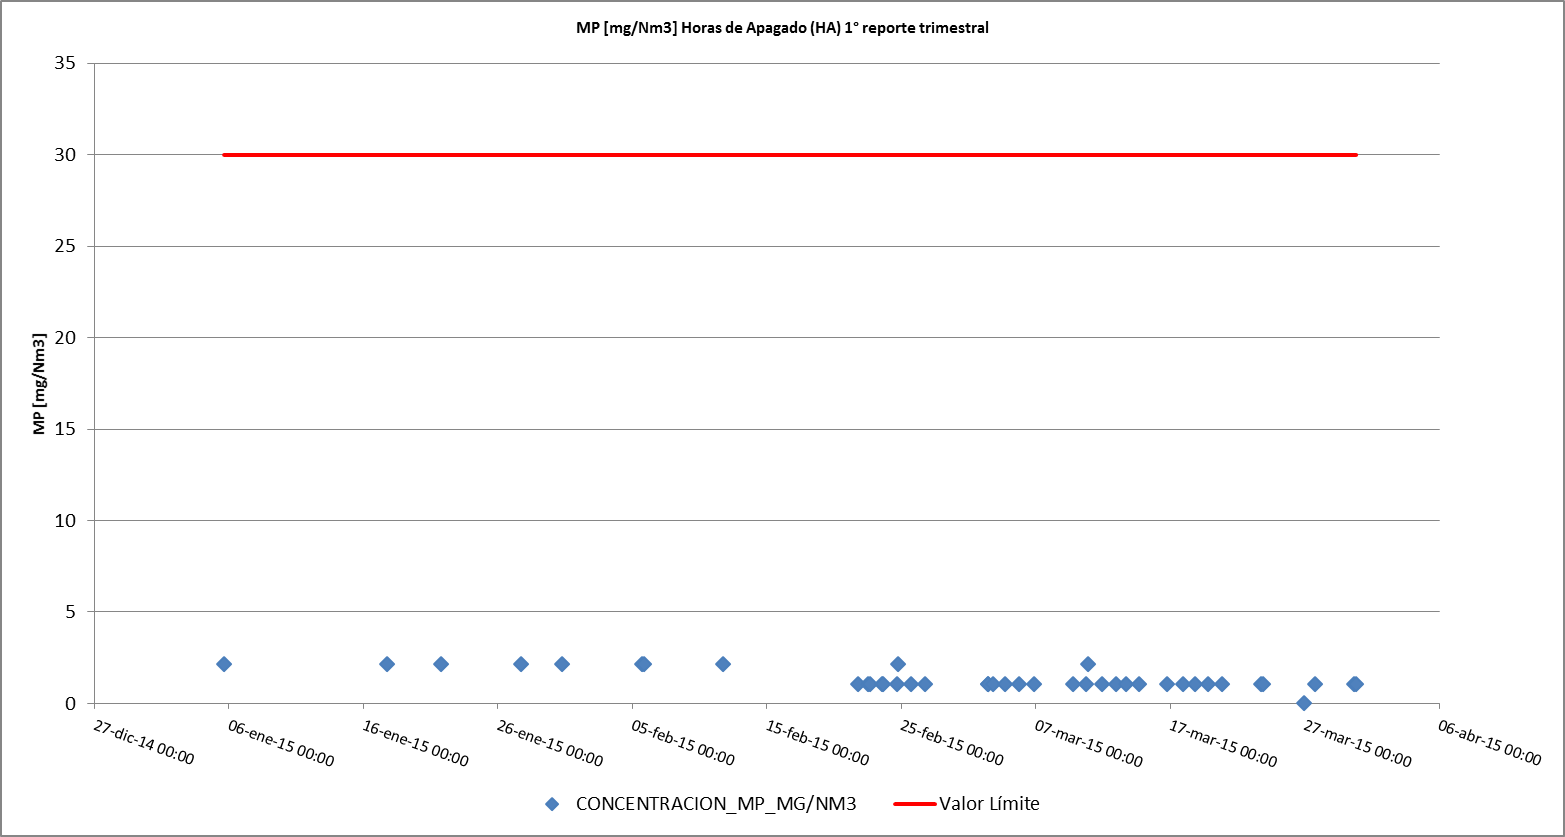 MP [mg/Nm3] Horas de Apagado (HA) 1° reporte trimestral
35
30
25
20
15
10
5
0
MP [mg/Nm3]
27-dic-14 00:00
06-ene-15 00:00
16-ene-15 00:00
26-ene-15 00:00
05-feb-15 00:00
15-feb-15 00:00
25-feb-15 00:00
07-mar-15 00:00
17-mar-15 00:00
27-mar-15 00:00
06-abr-15 00:00
CONCENTRACION_MP_MG/NM3
Valor Límite